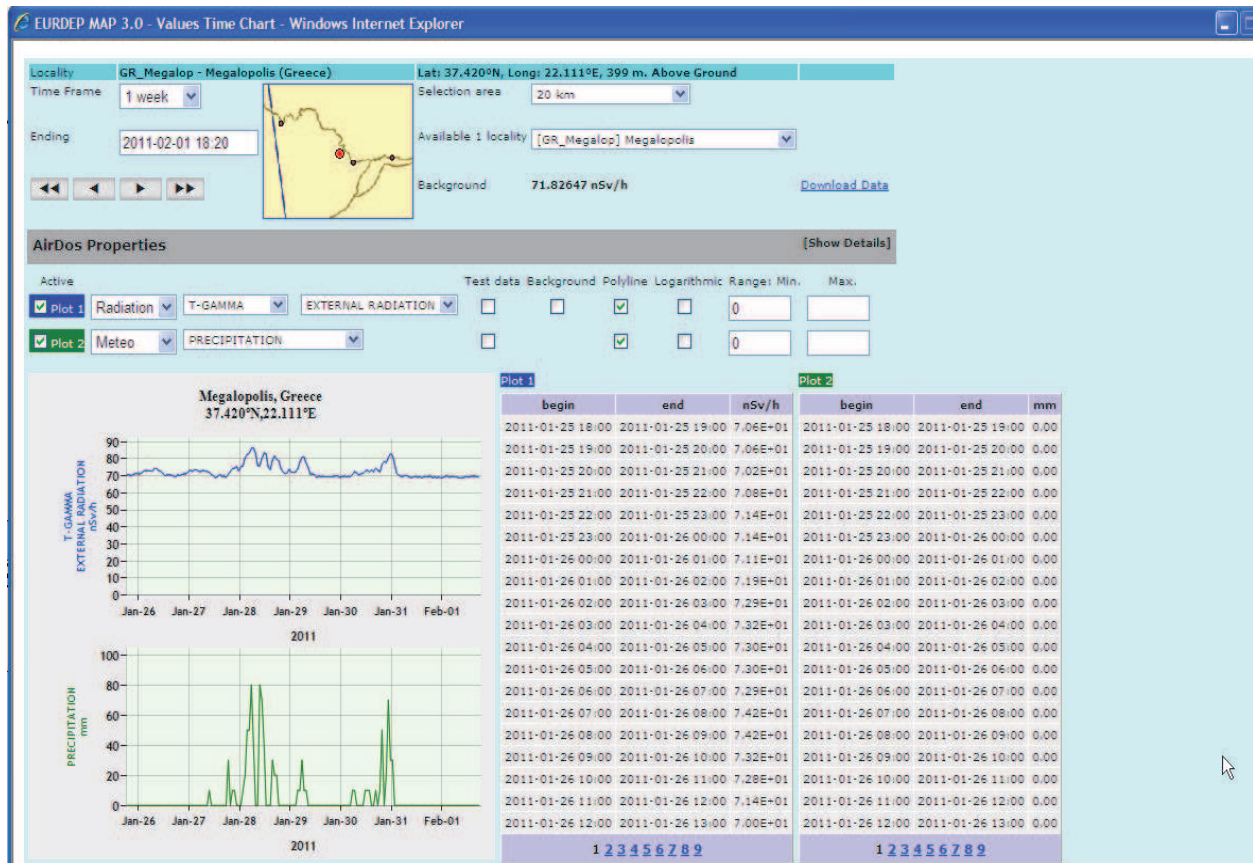 EURDEP MAP 3.0 - Values Time Chart - Windows Internet Explorer
Locality GR_Megalop - Megalopolis (Greece) Lat: 37.420ºN, Long: 22.111ºE, 399 m. Above Ground
Time Frame 1 week Selection area 20 km
Ending 2011-02-01 18:20 Available 1 locality [GR_Megalop] Megalopolis
Background 71.82647 nSv/h Download Data
AirDos Properties [Show Details]
Active Test data Background Polyline Logarithmic Range: Min. Max.
Plot 1 Radiation T-GAMMA EXTERNAL RADIATION 0
Plot 2 Meteo PRECIPITATION 0
Megalopolis, Greece
37.420ºN,22.111ºE
T-GAMMA
EXTERNAL RADIATION
nSv/h
90
80
70
60
50
40
30
20
10
0
Jan-26 Jan-27 Jan-28 Jan-29 Jan-30 Jan-31 Feb-01
2011
PRECIPITATION
mm
100
80
60
40
20
0
Jan-26 Jan-27 Jan-28 Jan-29 Jan-30 Jan-31 Feb-01
2011
Plot 1
begin end nSv/h
2011-01-25 18:00 2011-01-25 19:00 7.06E+01
2011-01-25 19:00 2011-01-25 20:00 7.06E+01
2011-01-25 20:00 2011-01-25 21:00 7.02E+01
2011-01-25 21:00 2011-01-25 22:00 7.08E+01
2011-01-25 22:00 2011-01-25 23:00 7.14E+01
2011-01-25 23:00 2011-01-26 00:00 7.14E+01
2011-01-26 00:00 2011-01-26 01:00 7.11E+01
2011-01-26 01:00 2011-01-26 02:00 7.19E+01
2011-01-26 02:00 2011-01-26 03:00 7.29E+01
2011-01-26 03:00 2011-01-26 04:00 7.32E+01
2011-01-26 04:00 2011-01-26 05:00 7.30E+01
2011-01-26 05:00 2011-01-26 06:00 7.30E+01
2011-01-26 06:00 2011-01-26 07:00 7.29E+01
2011-01-26 07:00 2011-01-26 08:00 7.42E+01
2011-01-26 08:00 2011-01-26 09:00 7.42E+01
2011-01-26 09:00 2011-01-26 10:00 7.32E+01
2011-01-26 10:00 2011-01-26 11:00 7.28E+01
2011-01-26 11:00 2011-01-26 12:00 7.14E+01
2011-01-26 12:00 2011-01-26 13:00 7.00E+01
1 2 3 4 5 6 7 8 9
Plot 2
begin end mm
2011-01-25 18:00 2011-01-25 19:00 0.00
2011-01-25 19:00 2011-01-25 20:00 0.00
2011-01-25 20:00 2011-01-25 21:00 0.00
2011-01-25 21:00 2011-01-25 22:00 0.00
2011-01-25 22:00 2011-01-25 23:00 0.00
2011-01-25 23:00 2011-01-26 00:00 0.00
2011-01-26 00:00 2011-01-26 01:00 0.00
2011-01-26 01:00 2011-01-26 02:00 0.00
2011-01-26 02:00 2011-01-26 03:00 0.00
2011-01-26 03:00 2011-01-26 04:00 0.00
2011-01-26 04:00 2011-01-26 05:00 0.00
2011-01-26 05:00 2011-01-26 06:00 0.00
2011-01-26 06:00 2011-01-26 07:00 0.00
2011-01-26 07:00 2011-01-26 08:00 0.00
2011-01-26 08:00 2011-01-26 09:00 0.00
2011-01-26 09:00 2011-01-26 10:00 0.00
2011-01-26 10:00 2011-01-26 11:00 0.00
2011-01-26 11:00 2011-01-26 12:00 0.00
2011-01-26 12:00 2011-01-26 13:00 0.00
1 2 3 4 5 6 7 8 9